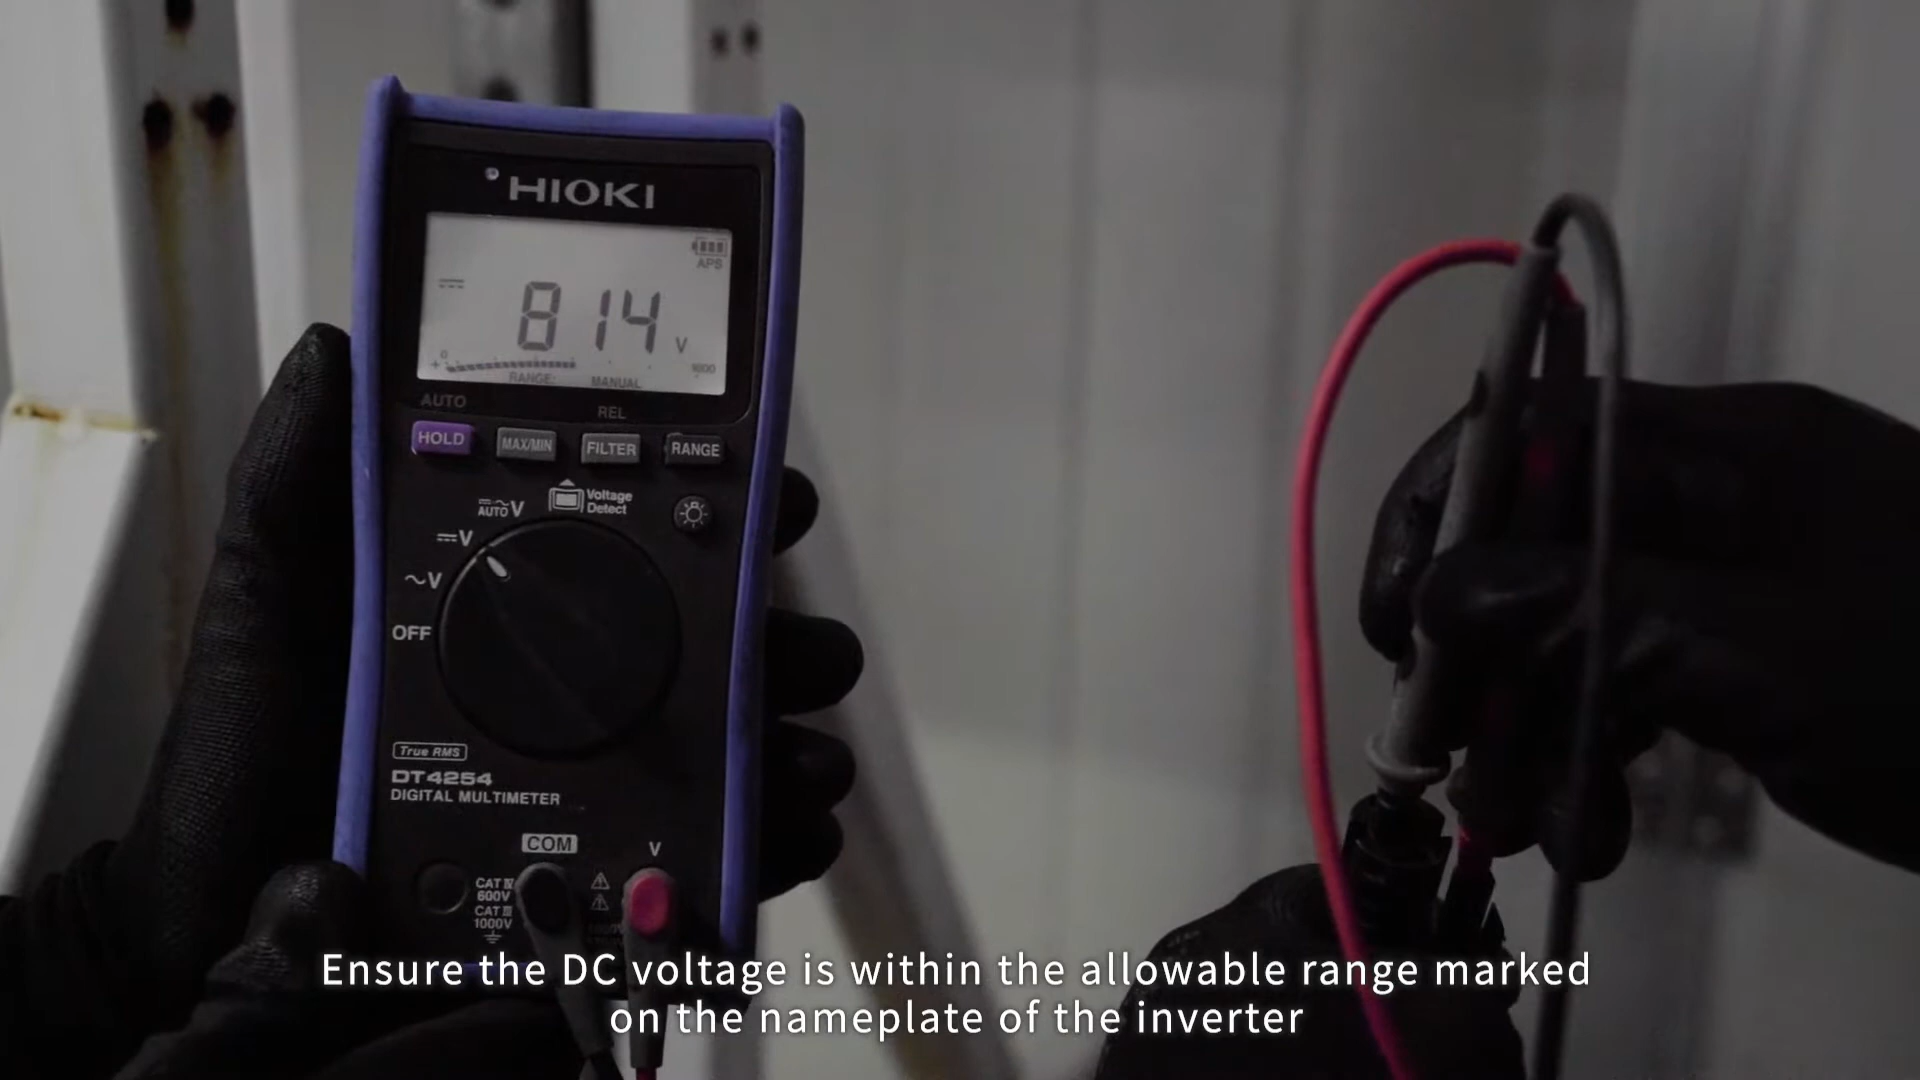 HIOKI
APS
814 V
0
1000
RANGE:
MANUAL
AUTO
REL
HOLD
MAX/MIN
FILTER
RANGE
AUTO V
Voltage
Detect
⎓V
~V
OFF
True RMS
DT4254
DIGITAL MULTIMETER
COM
V
CAT Ⅳ
600V
CAT Ⅲ
1000V
Ensure the DC voltage is within the allowable range marked
on the nameplate of the inverter